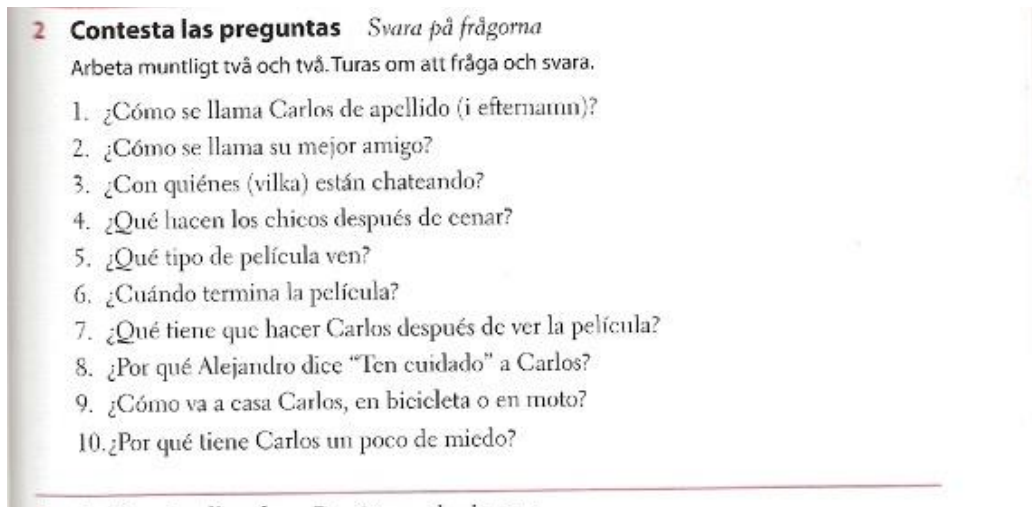 2 Contesta las preguntas Svara på frågorna
Arbeta muntligt två och två. Turas om att fråga och svara.
1. ¿Cómo se llama Carlos de apellido (i efternamn)?
2. ¿Cómo se llama su mejor amigo?
3. ¿Con quiénes (vilka) están chateando?
4. ¿Qué hacen los chicos después de cenar?
5. ¿Qué tipo de película ven?
6. ¿Cuándo termina la película?
7. ¿Qué tiene que hacer Carlos después de ver la película?
8. ¿Por qué Alejandro dice “Ten cuidado” a Carlos?
9. ¿Cómo va a casa Carlos, en bicicleta o en moto?
10. ¿Por qué tiene Carlos un poco de miedo?